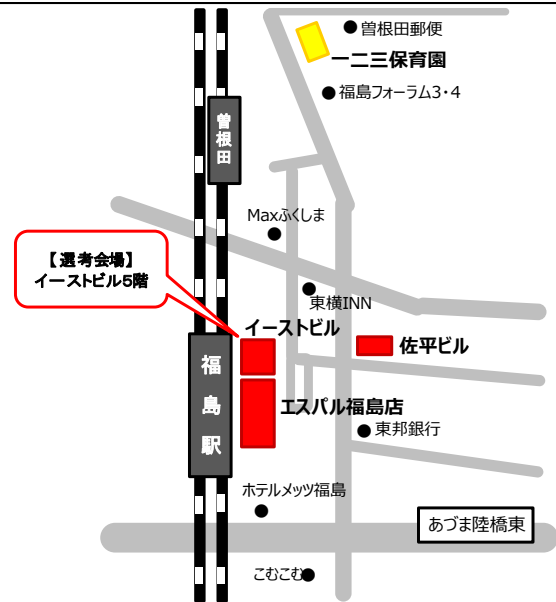 曽根田郵便
一二三保育園
福島フォーラム3・4
曽根田
Maxふくしま
【選考会場】
イーストビル5階
東横INN
イーストビル
佐平ビル
福島駅
エスパル福島店
東邦銀行
ホテルメッツ福島
あづま陸橋東
こむこむ